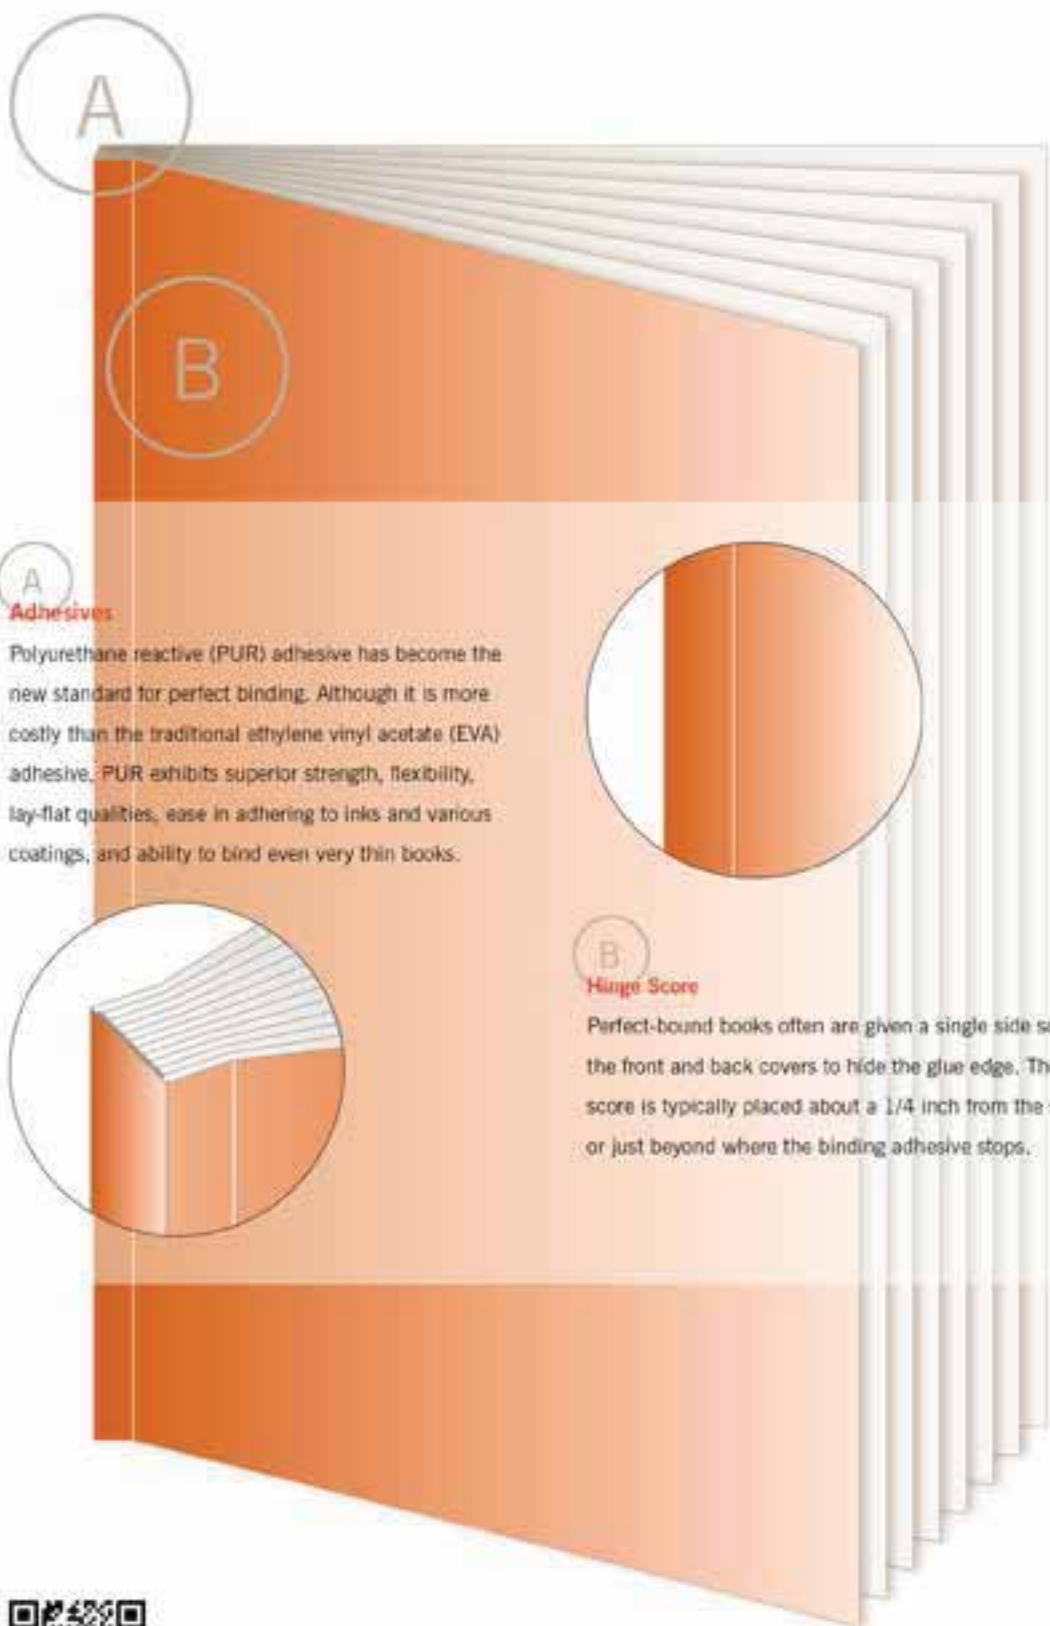 A
B
A
Adhesives
Polyurethane reactive (PUR) adhesive has become the
new standard for perfect binding. Although it is more
costly than the traditional ethylene vinyl acetate (EVA)
adhesive, PUR exhibits superior strength, flexibility,
lay-flat qualities, ease in adhering to inks and various
coatings, and ability to bind even very thin books.
B
Hinge Score
Perfect-bound books often are given a single side
the front and back covers to hide the glue edge.
score is typically placed about a 1/4 inch from the
or just beyond where the binding adhesive stops.